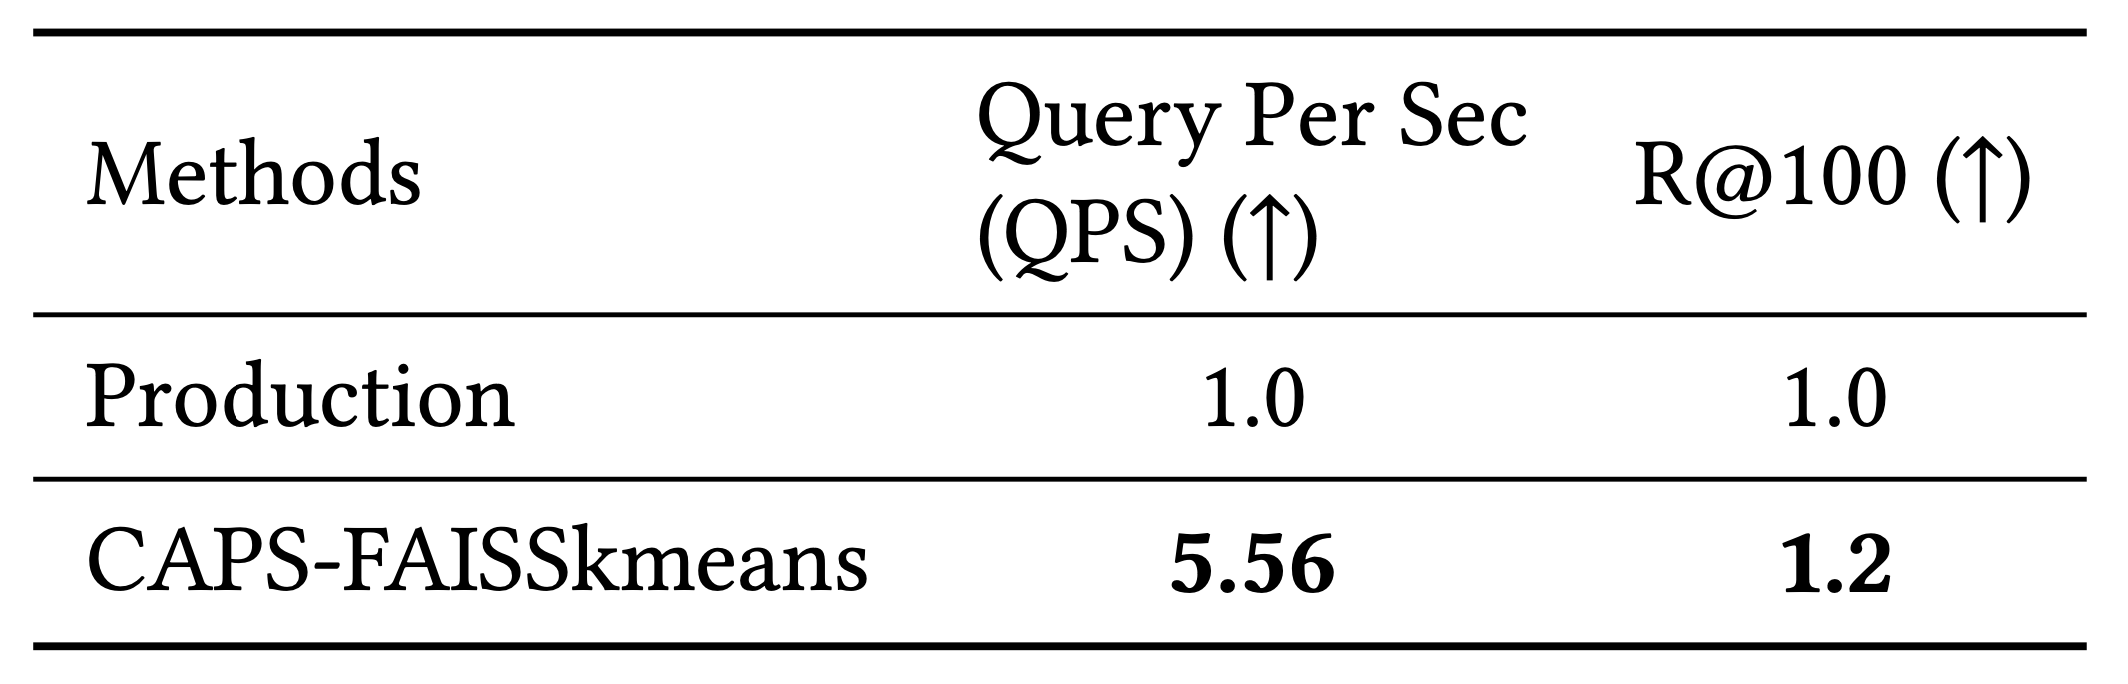 Methods Query Per Sec (QPS) (↑) R@100 (↑)
Production 1.0 1.0
CAPS-FAISSkmeans 5.56 1.2